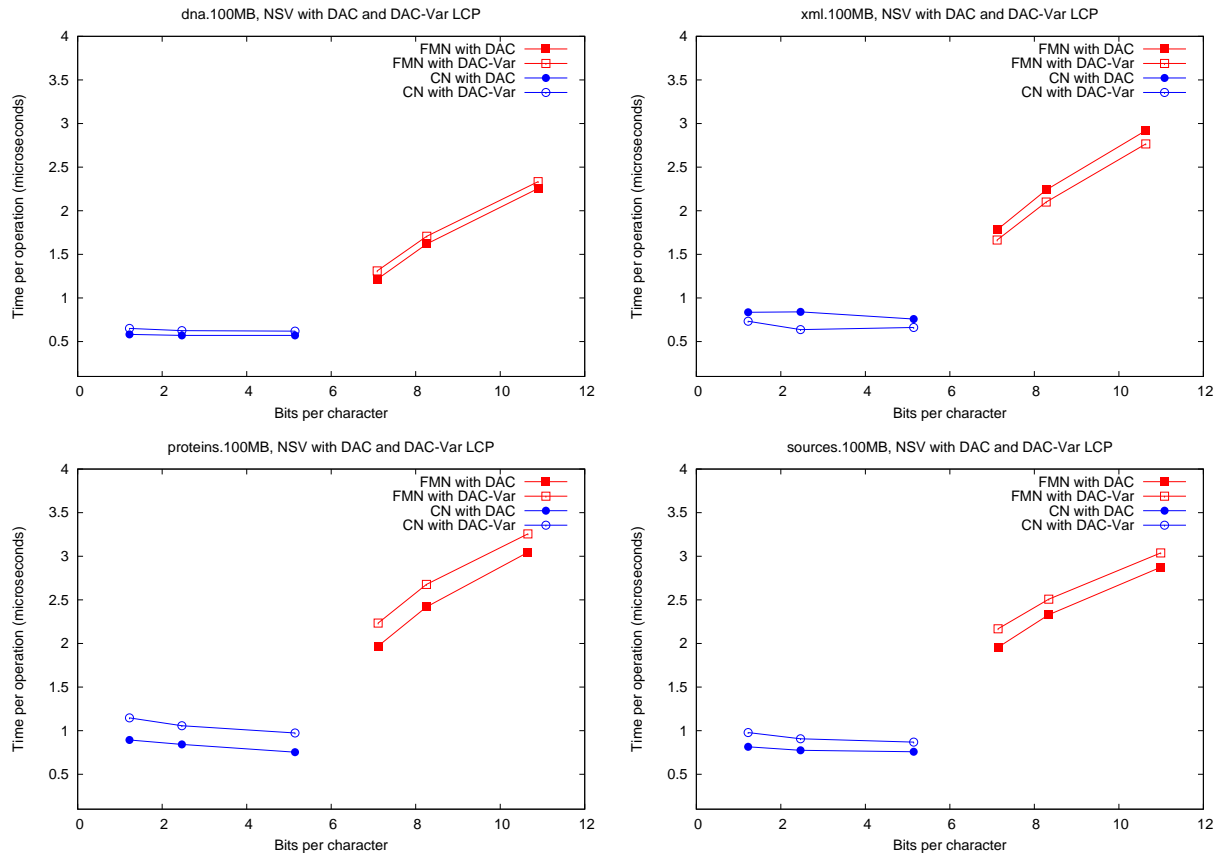 dna.100MB, NSV with DAC and DAC-Var LCP
Time per operation (microseconds)
4
3.5
3
2.5
2
1.5
1
0.5
FMN with DAC
FMN with DAC-Var
CN with DAC
CN with DAC-Var
0 2 4 6 8 10 12
Bits per character
xml.100MB, NSV with DAC and DAC-Var LCP
Time per operation (microseconds)
4
3.5
3
2.5
2
1.5
1
0.5
FMN with DAC
FMN with DAC-Var
CN with DAC
CN with DAC-Var
0 2 4 6 8 10 12
Bits per character
proteins.100MB, NSV with DAC and DAC-Var LCP
Time per operation (microseconds)
4
3.5
3
2.5
2
1.5
1
0.5
FMN with DAC
FMN with DAC-Var
CN with DAC
CN with DAC-Var
0 2 4 6 8 10 12
Bits per character
sources.100MB, NSV with DAC and DAC-Var LCP
Time per operation (microseconds)
4
3.5
3
2.5
2
1.5
1
0.5
FMN with DAC
FMN with DAC-Var
CN with DAC
CN with DAC-Var
0 2 4 6 8 10 12
Bits per character